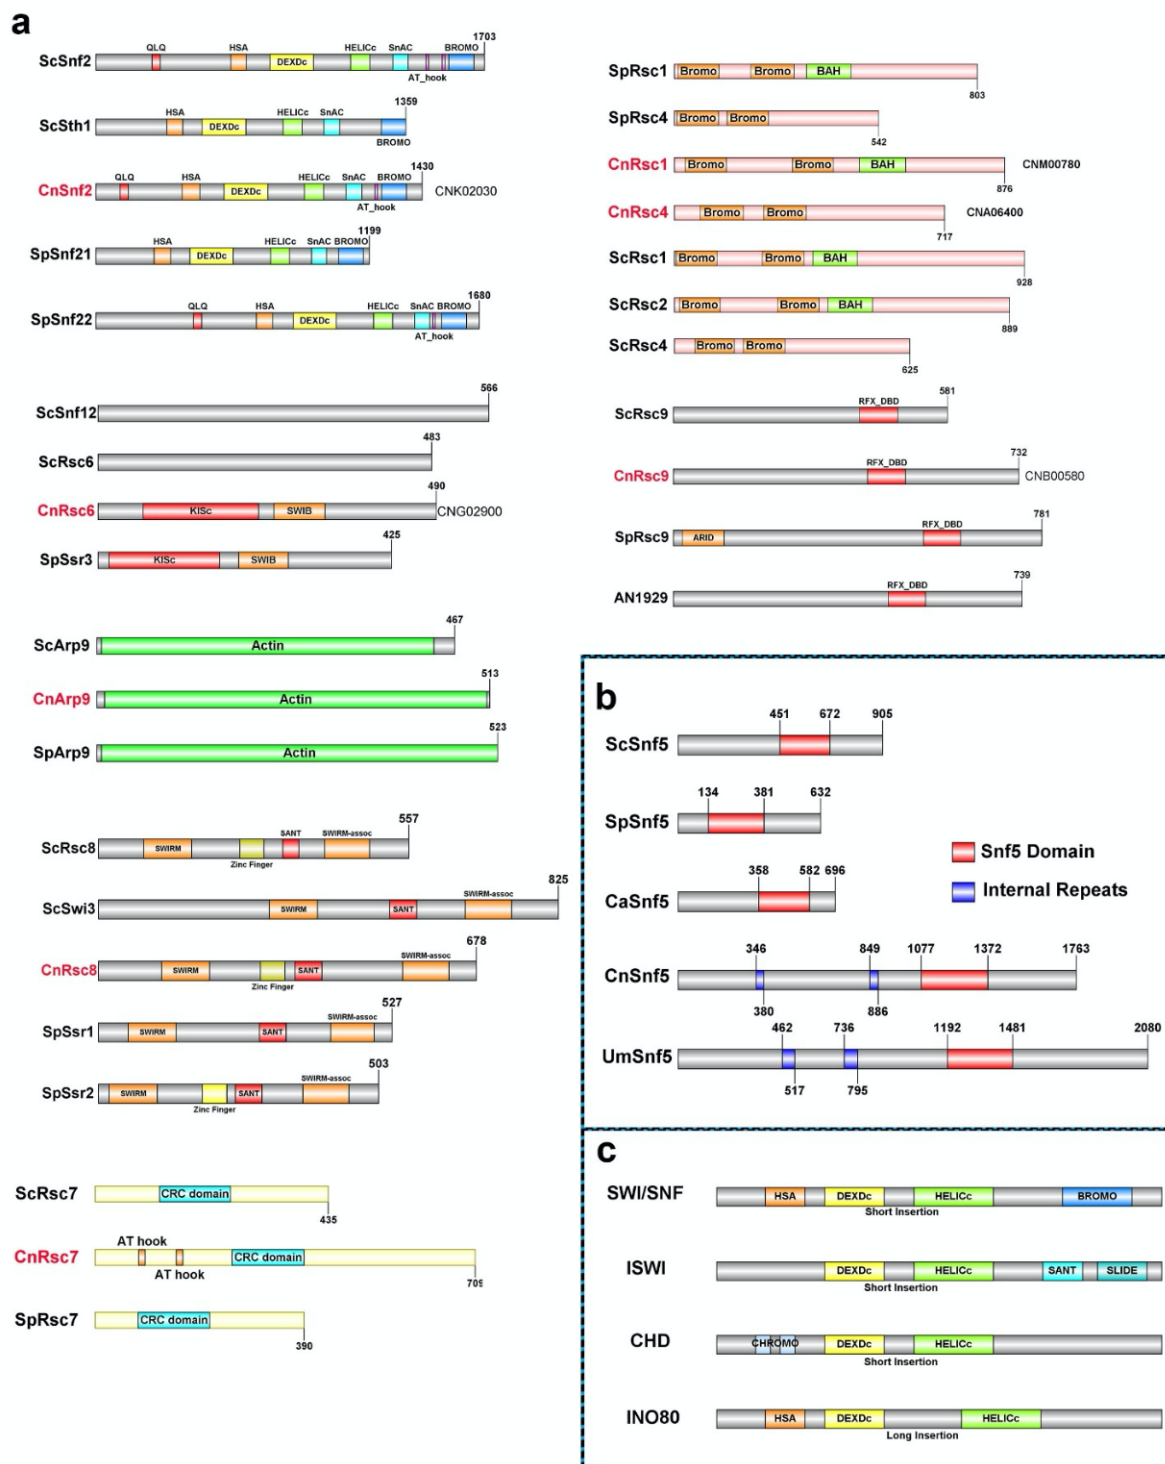 a
1703
QLQ HSA HELICc SnAC BROMO
ScSnf2 DEXDc
AT_hook
1359
HSA HELICc SnAC
ScSth1 DEXDc
BROMO
1430
QLQ HSA HELICc SnAC BROMO
CnSnf2 DEXDc CNK02030
AT_hook
1199
HSA HELICc SnAC BROMO
SpSnf21 DEXDc
1680
QLQ HSA HELICc SnAC BROMO
SpSnf22 DEXDc
AT_hook
566
ScSnf12
483
ScRsc6
490
CnRsc6 KISc SWIB CNG02900
425
SpSsr3 KISc SWIB
467
ScArp9 Actin
513
CnArp9 Actin
523
SpArp9 Actin
557
SANT SWIRM-assoc
ScRsc8 SWIRM
Zinc Finger
825
SWIRM-assoc
ScSwi3 SWIRM SANT
678
SWIRM-assoc
CnRsc8 SWIRM SANT
Zinc Finger
527
SWIRM-assoc
SpSsr1 SWIRM SANT
503
SWIRM-assoc
SpSsr2 SWIRM SANT
Zinc Finger
ScRsc7 CRC domain
435
AT hook
CnRsc7 CRC domain
AT hook
709
SpRsc7 CRC domain
390
SpRsc1 Bromo Bromo BAH
803
SpRsc4 Bromo Bromo
542
CnRsc1 Bromo Bromo BAH CNM00780
876
CnRsc4 Bromo Bromo CNA06400
717
ScRsc1 Bromo Bromo BAH
928
ScRsc2 Bromo Bromo BAH
889
ScRsc4 Bromo Bromo
625
581
RFX_DBD
ScRsc9
732
RFX_DBD
CnRsc9 CNB00580
781
RFX_DBD
SpRsc9 ARID
739
RFX_DBD
AN1929
b
451 672 905
ScSnf5
134 381 632
SpSnf5
Snf5 Domain
358 582 696
CaSnf5
Internal Repeats
346 849 1077 1372 1763
CnSnf5
380 886
462 736 1192 1481 2080
UmSnf5
517 795
c
SWI/SNF HSA DEXDc HELICc BROMO
Short Insertion
ISWI DEXDc HELICc SANT SLIDE
Short Insertion
CHD CHROMO DEXDc HELICc
Short Insertion
INO80 HSA DEXDc HELICc
Long Insertion